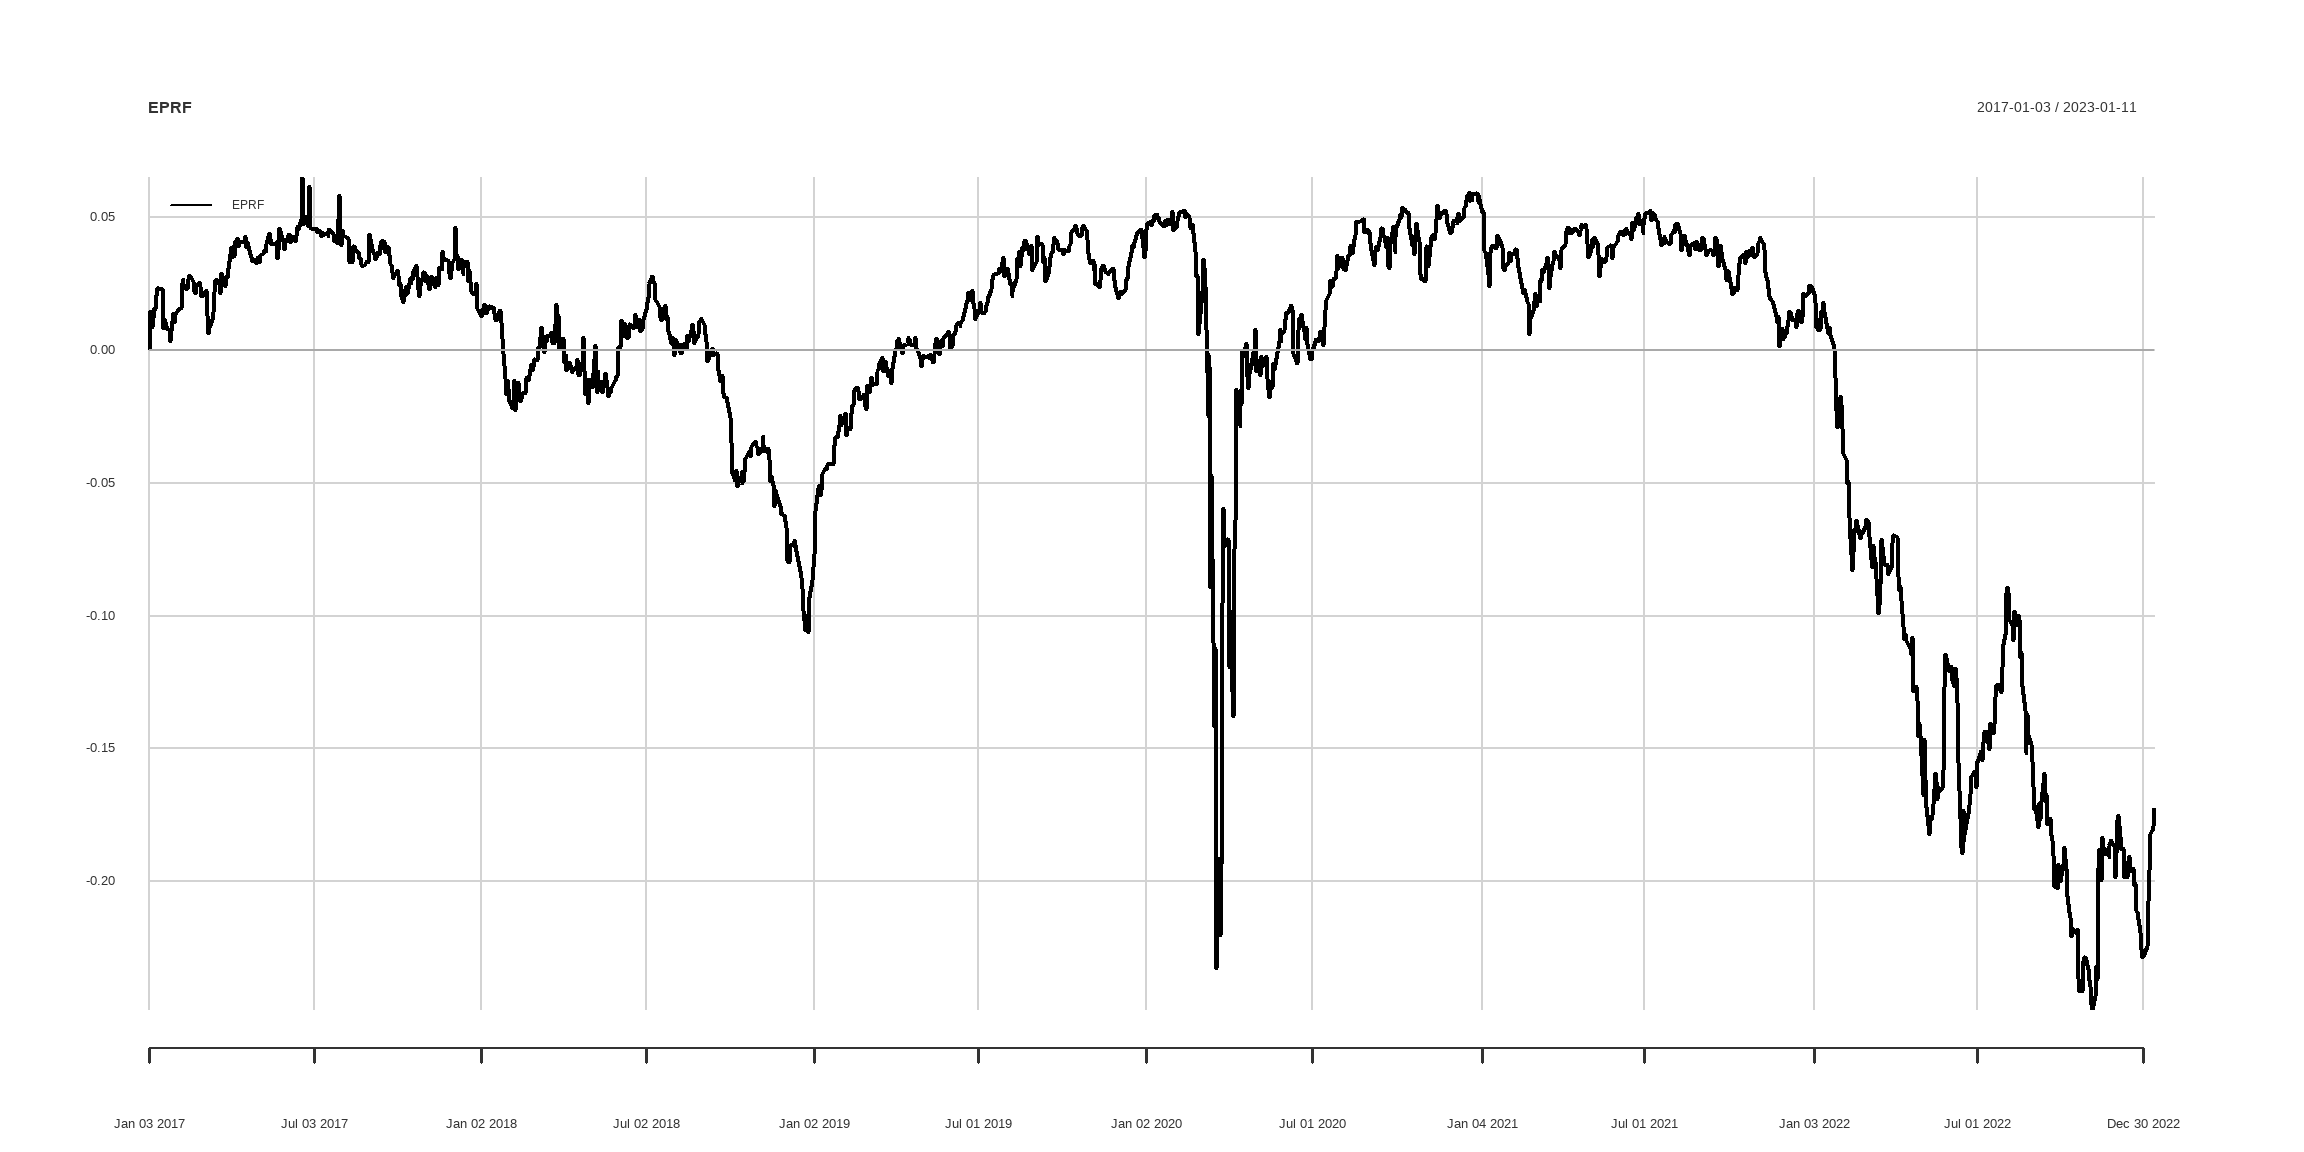 EPRF
2017-01-03 / 2023-01-11
EPRF
0.05
0.00
-0.05
-0.10
-0.15
-0.20
Jan 03 2017
Jul 03 2017
Jan 02 2018
Jul 02 2018
Jan 02 2019
Jul 01 2019
Jan 02 2020
Jul 01 2020
Jan 04 2021
Jul 01 2021
Jan 03 2022
Jul 01 2022
Dec 30 2022